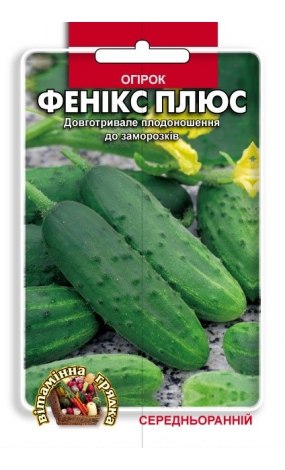 ОГІРОК
ФЕНІКС ПЛЮС
Довготривале плодоношення
до заморозків
вітамінна грядка
СЕРЕДНЬОРАННІЙ